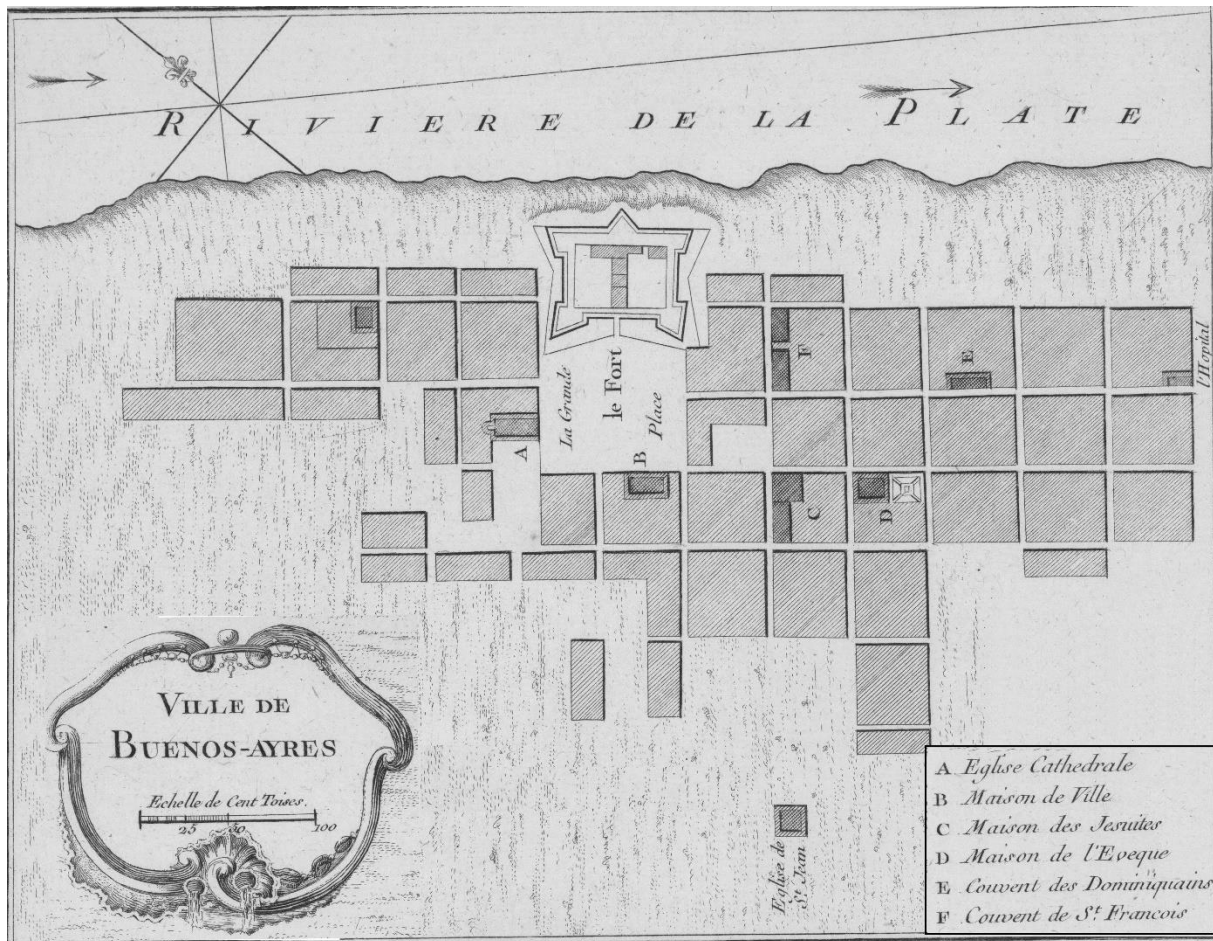 RIVIERE DE LA PLATE
La Grande
le Fort
Place
A
B
C
D
E
F
l'Hopital
Eglise de
St. Jean
VILLE DE
BUENOS-AYRES
Echelle de Cent Toises.
25 50 100
A Eglise Cathedrale
B Maison de Ville
C Maison des Jesuites
D Maison de l'Eveque
E Couvent des Dominiquains
F Couvent de St. Francois